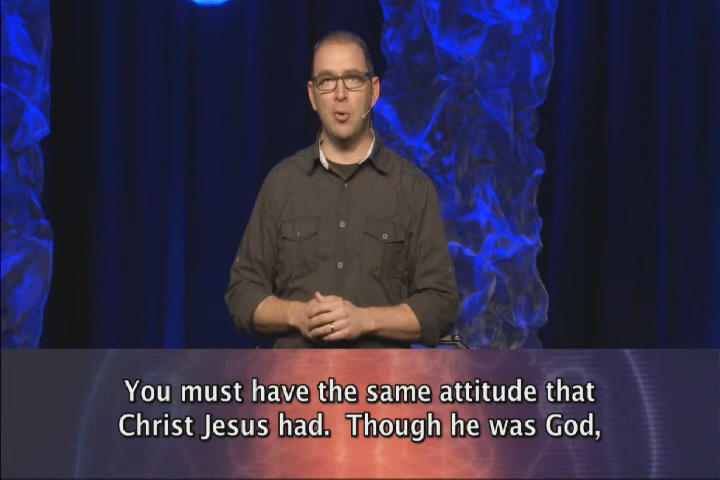 You must have the same attitude that
Christ Jesus had.  Though he was God,